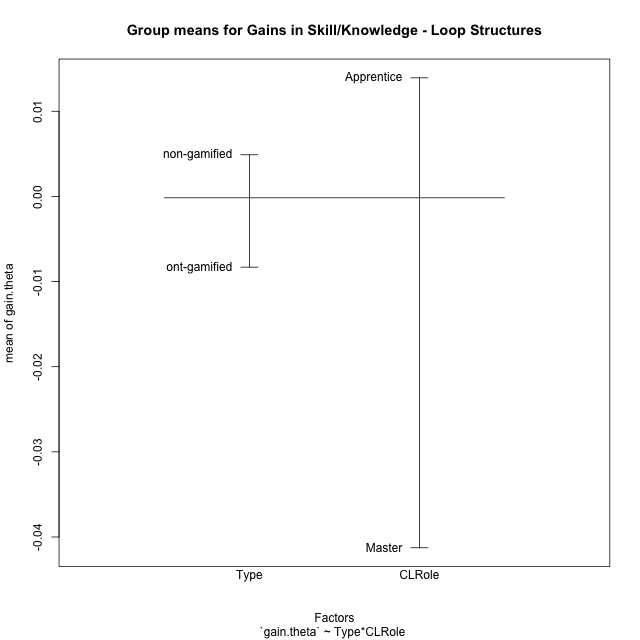 Group means for Gains in Skill/Knowledge - Loop Structures
mean of gain.theta
0.01
0.00
-0.01
-0.02
-0.03
-0.04
Apprentice
non-gamified
ont-gamified
Master
Type
CLRole
Factors
`gain.theta` ~ Type*CLRole